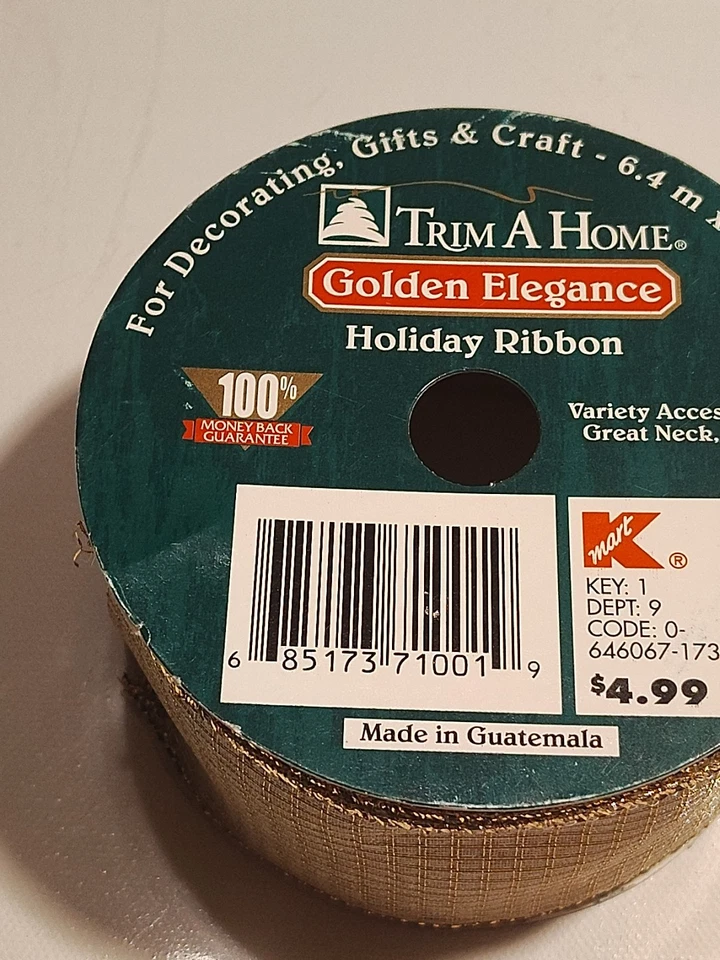 For Decorating, Gifts & Craft - 6.4 m x
TRIM A HOME®
Golden Elegance
Holiday Ribbon
100%
MONEY BACK
GUARANTEE
Variety Acces
Great Neck,
6 85173 71001 9
Kmart ®
KEY: 1
DEPT: 9
CODE: 0-
646067-173
$4.99
Made in Guatemala